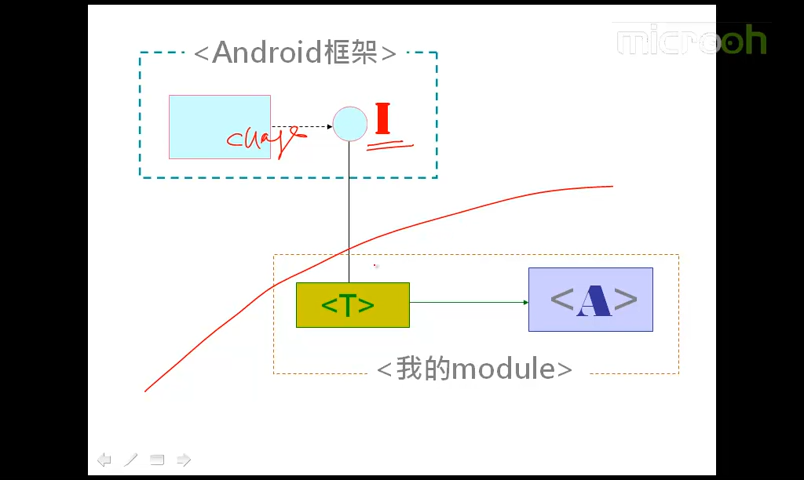 microoh
<Android框架>
I
<T>
<A>
<我的module>